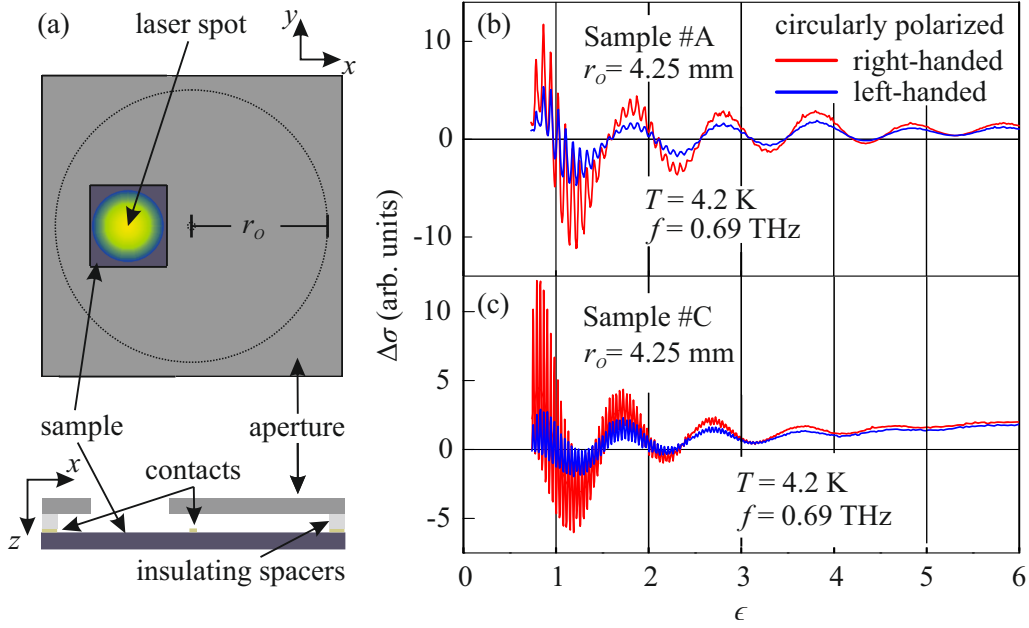 (a)
laser spot
y
x
r_o
sample
aperture
contacts
x
z
insulating spacers
Δσ (arb. units)
(b)
Sample #A
r_o = 4.25 mm
circularly polarized
right-handed
left-handed
T = 4.2 K
f = 0.69 THz
10
0
-10
(c)
Sample #C
r_o = 4.25 mm
T = 4.2 K
f = 0.69 THz
10
5
0
-5
0 1 2 3 4 5 6
ϵ